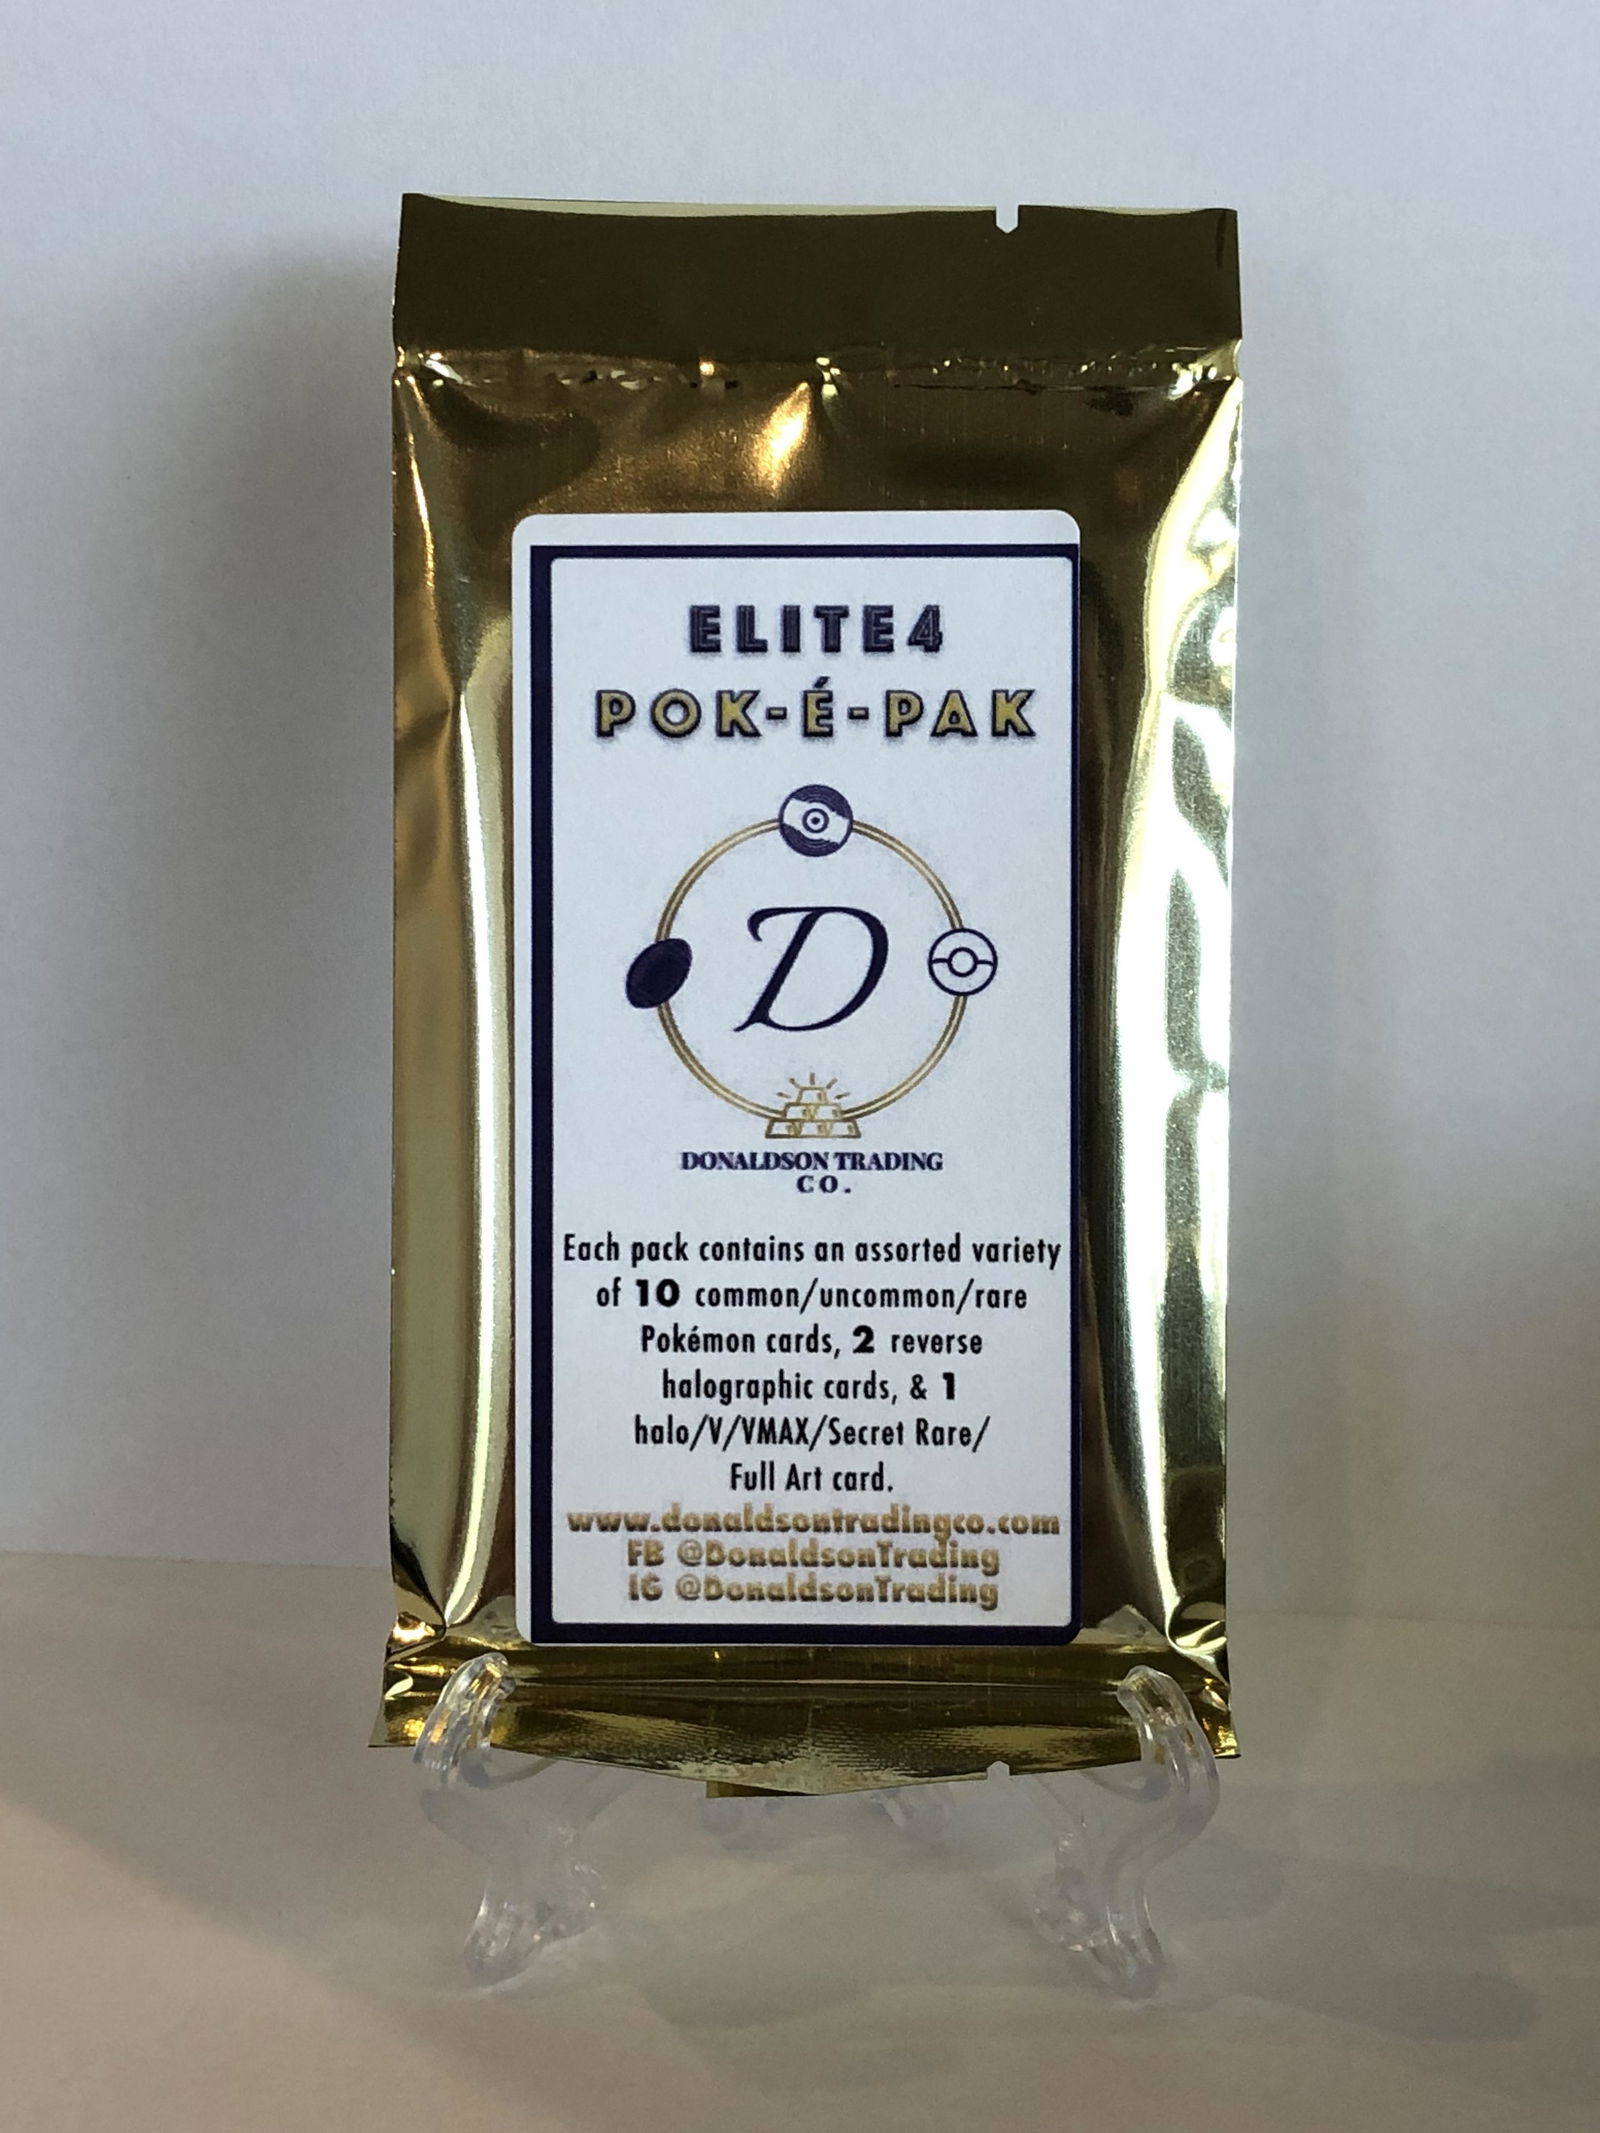 ELITE4
POK-É-PAK
D
DONALDSON TRADING
CO.
Each pack contains an assorted variety
of 10 common/uncommon/rare
Pokémon cards, 2 reverse
halographic cards, & 1
halo/V/VMAX/Secret Rare/
Full Art card.
www.donaldsontradingco.com
FB @DonaldsonTrading
IG @DonaldsonTrading